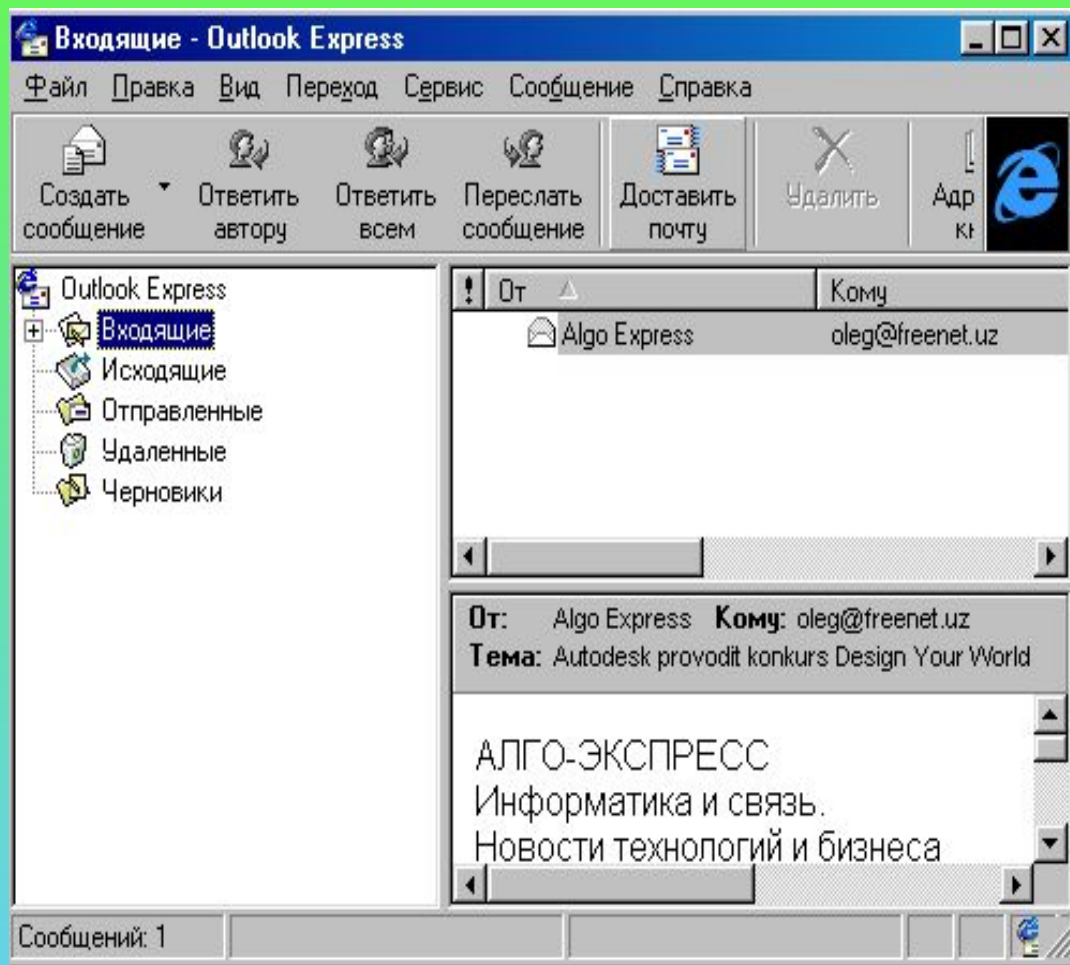 Входящие - Outlook Express
Файл Правка Вид Переход Сервис Сообщение Справка
Создать сообщение
Ответить автору
Ответить всем
Переслать сообщение
Доставить почту
Удалить
Outlook Express
Входящие
Исходящие
Отправленные
Удаленные
Черновики
! От Кому
Algo Express oleg@freenet.uz
От: Algo Express Кому: oleg@freenet.uz
Тема: Autodesk provodit konkurs Design Your World
АЛГО-ЭКСПРЕСС
Информатика и связь.
Новости технологий и бизнеса
Сообщений: 1